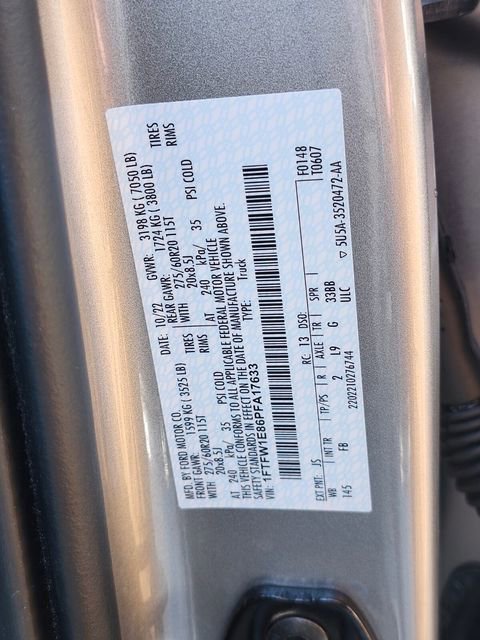 MFD. BY FORD MOTOR CO.
DATE: 10/22 GVWR: 3198 KG ( 7050 LB)
FRONT GAWR: 1599 KG ( 3525 LB) REAR GAWR: 1724 KG ( 3800 LB)
WITH 275/60R20 115T TIRES WITH 275/60R20 115T TIRES
20x8.5J RIMS 20x8.5J RIMS
AT 240 kPa/ 35 PSI COLD AT 240 kPa/ 35 PSI COLD
THIS VEHICLE CONFORMS TO ALL APPLICABLE FEDERAL MOTOR VEHICLE
SAFETY STANDARD IN EFFECT ON THE DATE OF MANUFACTURE SHOWN ABOVE.
VIN: 1FTFW1E86PFA17633 TYPE: Truck
F0148
T0607
EXT PNT: JS RC: 13 DSO:
WB INT TR TP/PS R AXLE TR SPR
145 FB 2 L9 G 33BB
ULC
2202210276744 5U5A-3520472-AA